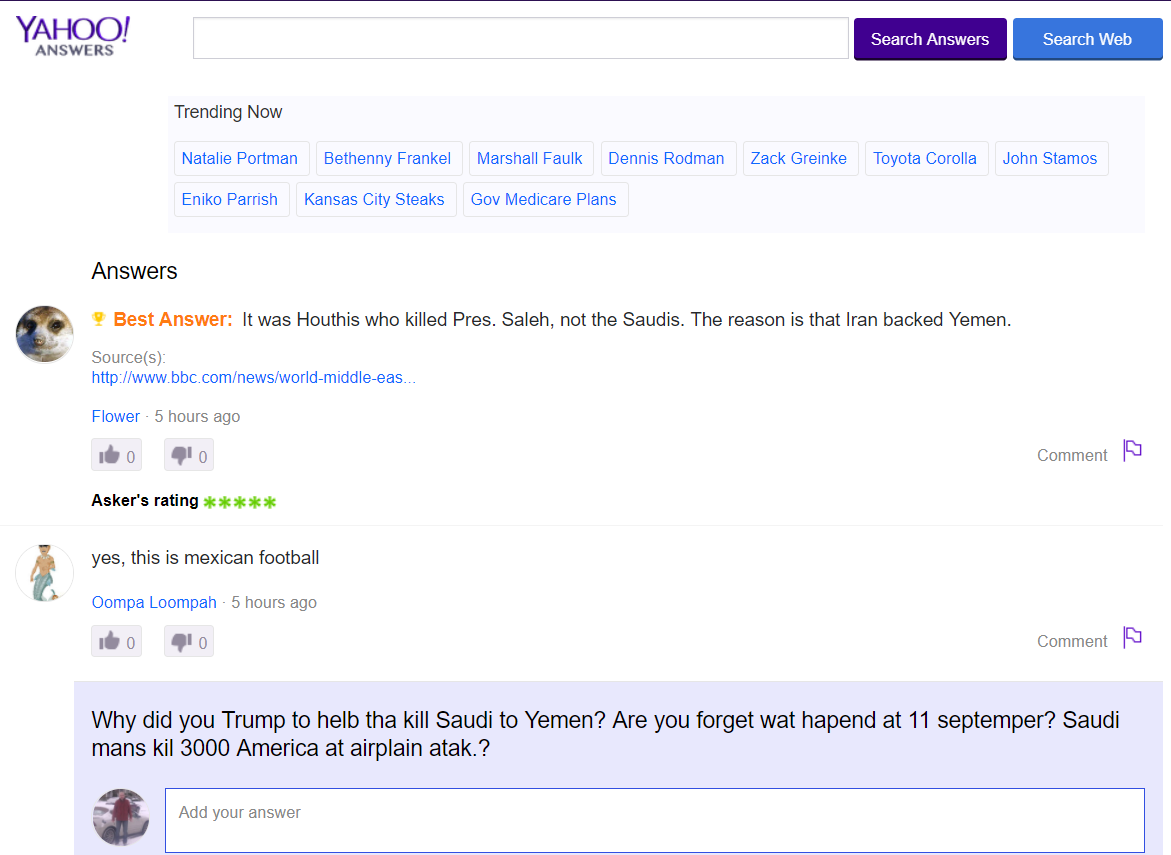 YAHOO!
ANSWERS
Search Answers
Search Web
Trending Now
Natalie Portman Bethenny Frankel Marshall Faulk Dennis Rodman Zack Greinke Toyota Corolla John Stamos
Eniko Parrish Kansas City Steaks Gov Medicare Plans
Answers
Best Answer: It was Houthis who killed Pres. Saleh, not the Saudis. The reason is that Iran backed Yemen.
Source(s):
http://www.bbc.com/news/world-middle-eas...
Flower · 5 hours ago
0 0 Comment
Asker's rating *****
yes, this is mexican football
Oompa Loompah · 5 hours ago
0 0 Comment
Why did you Trump to helb tha kill Saudi to Yemen? Are you forget wat hapend at 11 septemper? Saudi
mans kil 3000 America at airplain atak.?
Add your answer